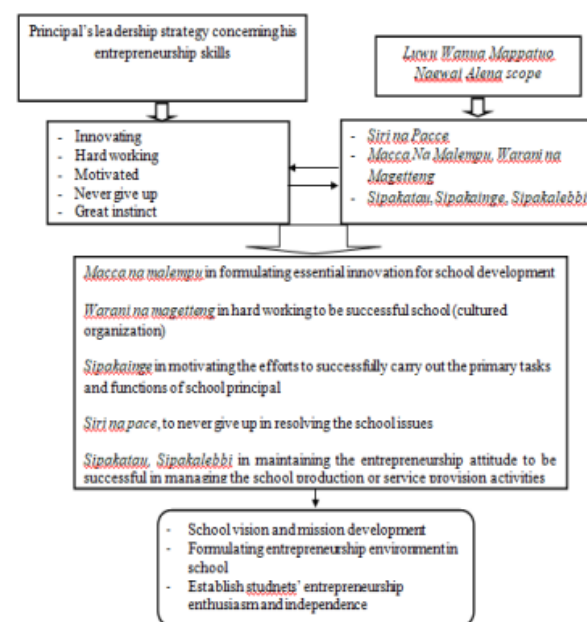 Principal's leadership strategy concerning his
entrepreneurship skills
Luwu Wanua Mappatuo
Naewai Alena scope
- Innovating
- Hard working
- Motivated
- Never give up
- Great instinct
- Siri na Pacce
- Macca Na Malempu, Warani na
Magetteng
- Sipakatau, Sipakainge, Sipakalebbi
Macca na malempu in formulating essential innovation for school development
Warani na magetteng in hard working to be successful school (cultured
organization)
Sipakainge in motivating the efforts to successfully carry out the primary tasks
and functions of school principal
Siri na pace, to never give up in resolving the school issues
Sipakatau, Sipakalebbi in maintaining the entrepreneurship attitude to be
successful in managing the school production or service provision activities
- School vision and mission development
- Formulating entrepreneurship environment in
school
- Establish studnets' entrepreneurship
enthusiasm and independence